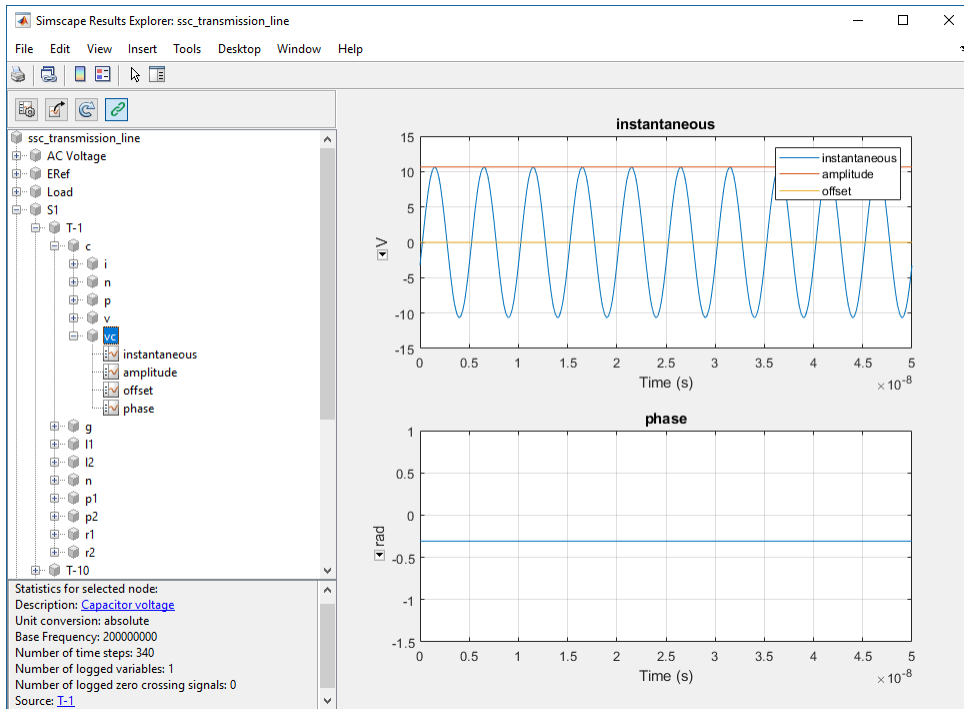 Simscape Results Explorer: ssc_transmission_line
File Edit View Insert Tools Desktop Window Help
ssc_transmission_line
AC Voltage
ERef
Load
S1
T-1
c
i
n
p
v
vc
instantaneous
amplitude
offset
phase
g
l1
l2
n
p1
p2
r1
r2
T-10
Statistics for selected node:
Description: Capacitor voltage
Unit conversion: absolute
Base Frequency: 200000000
Number of time steps: 340
Number of logged variables: 1
Number of logged zero crossing signals: 0
Source: T-1
instantaneous
15
10
5
0
-5
-10
-15
V
instantaneous
amplitude
offset
0 0.5 1 1.5 2 2.5 3 3.5 4 4.5 5
Time (s)
×10⁻⁸
phase
1
0.5
0
-0.5
-1
-1.5
rad
0 0.5 1 1.5 2 2.5 3 3.5 4 4.5 5
Time (s)
×10⁻⁸